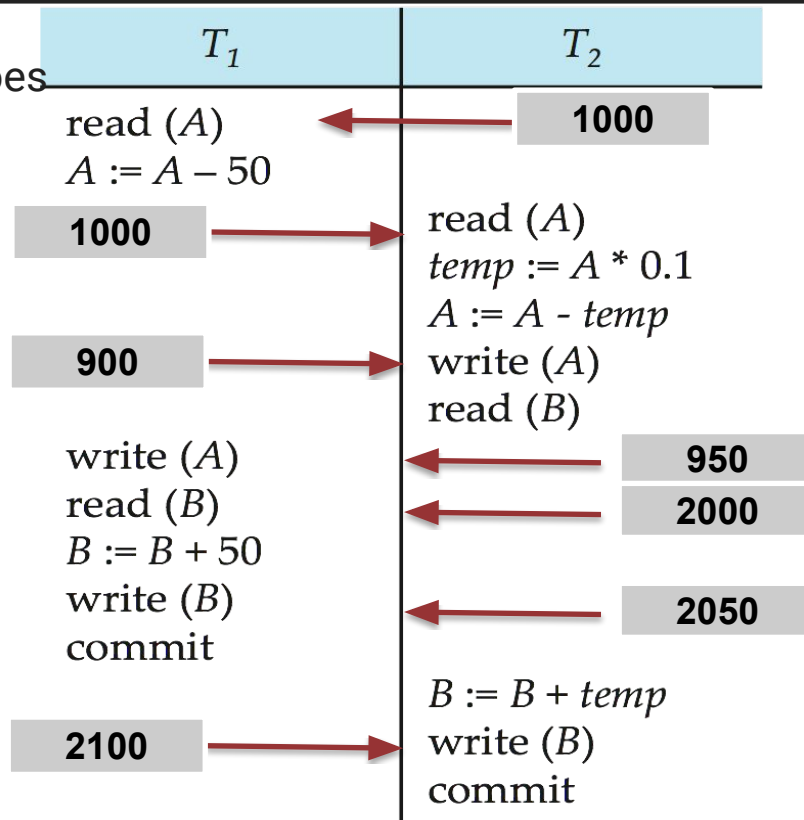 T1 T2
oes
read (A) 1000
A := A – 50
1000 read (A)
temp := A * 0.1
A := A - temp
900 write (A)
read (B)
write (A) 950
read (B) 2000
B := B + 50
write (B) 2050
commit
B := B + temp
2100 write (B)
commit